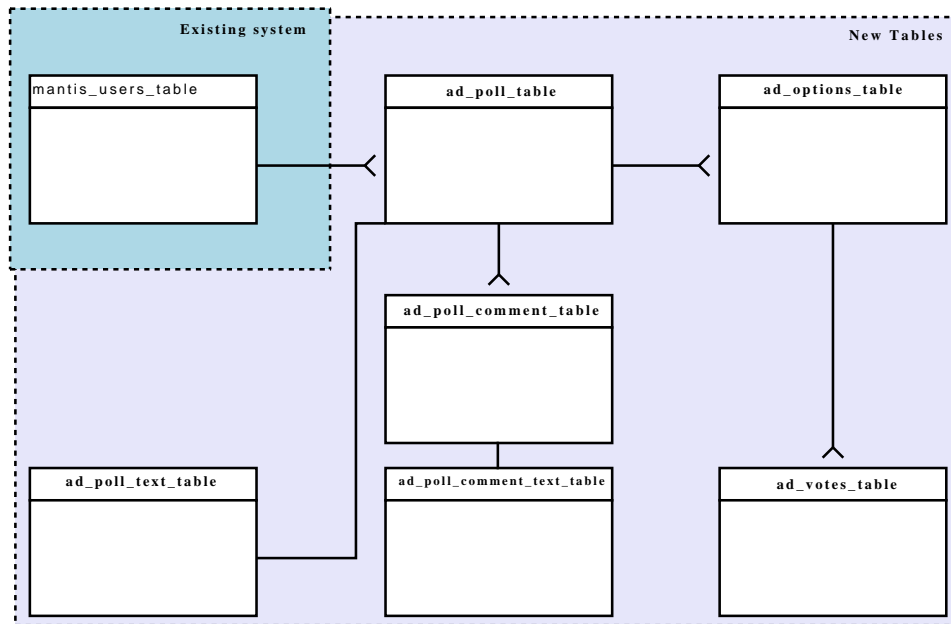 Existing system
New Tables
mantis_users_table
ad_poll_table
ad_options_table
ad_poll_comment_table
ad_poll_text_table
ad_poll_comment_text_table
ad_votes_table